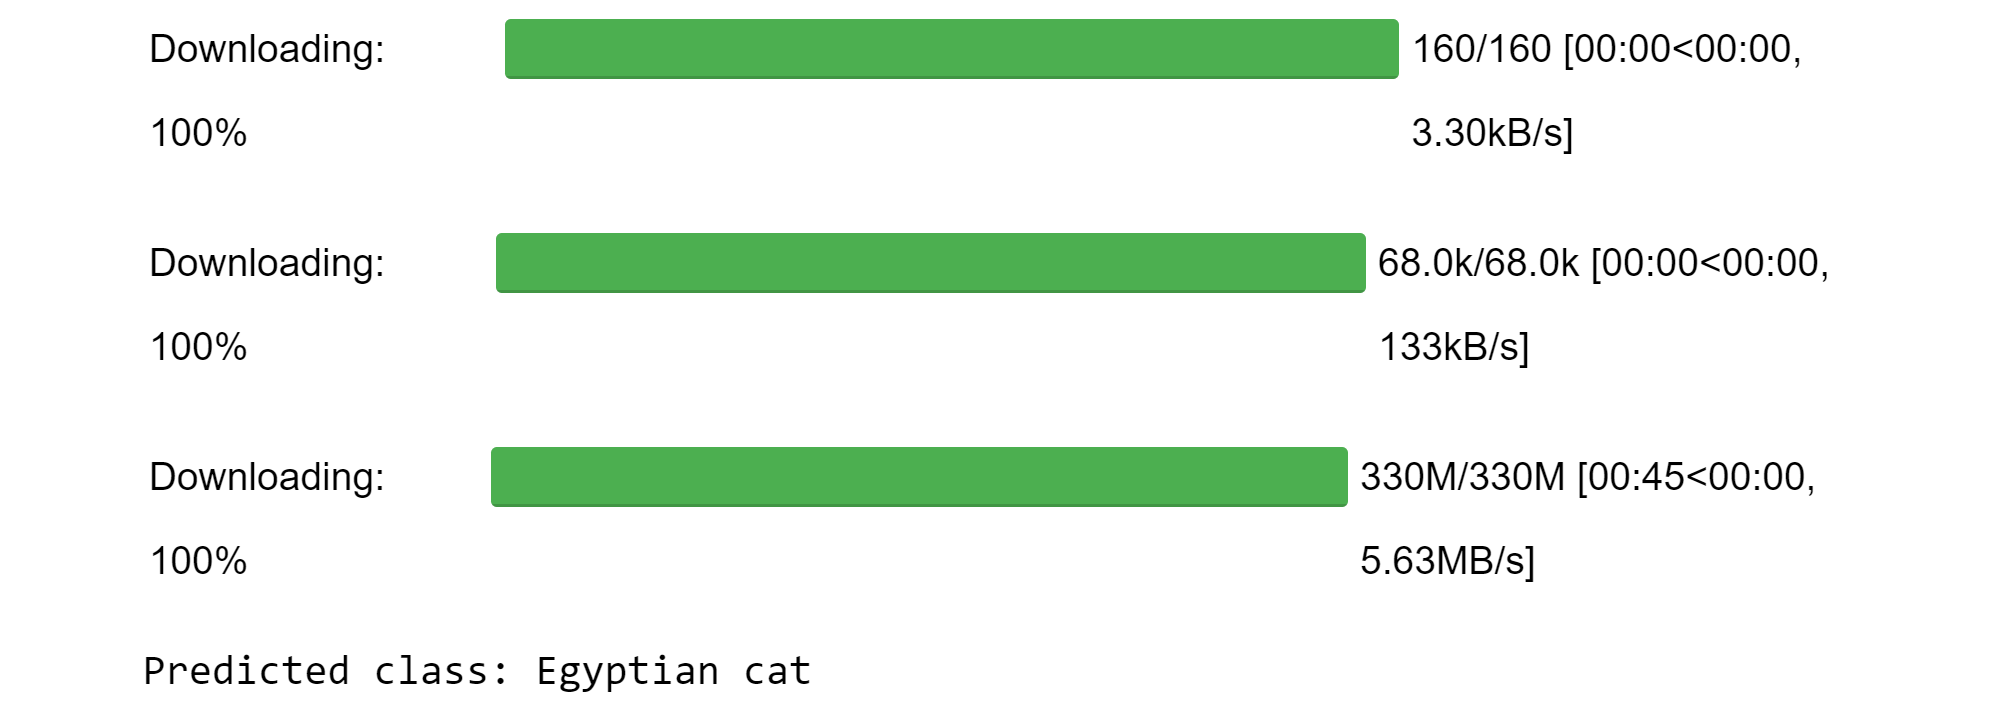 Downloading: 160/160 [00:00<00:00,
100% 3.30kB/s]
Downloading: 68.0k/68.0k [00:00<00:00,
100% 133kB/s]
Downloading: 330M/330M [00:45<00:00,
100% 5.63MB/s]
Predicted class: Egyptian cat